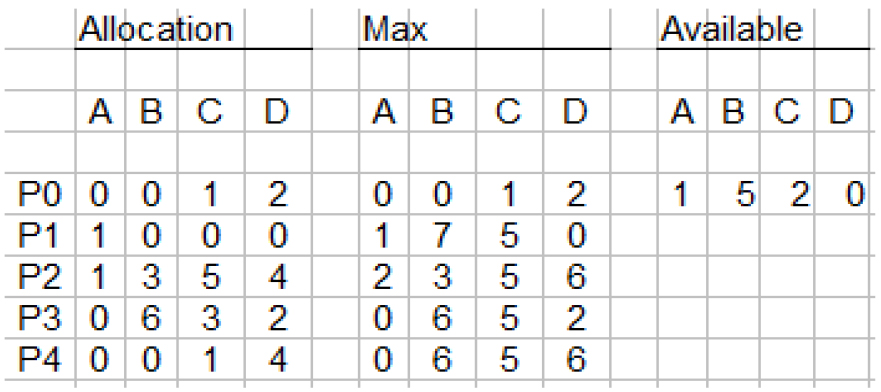 Allocation Max Available
A B C D A B C D A B C D
P0 0 0 1 2 0 0 1 2 1 5 2 0
P1 1 0 0 0 1 7 5 0
P2 1 3 5 4 2 3 5 6
P3 0 6 3 2 0 6 5 2
P4 0 0 1 4 0 6 5 6